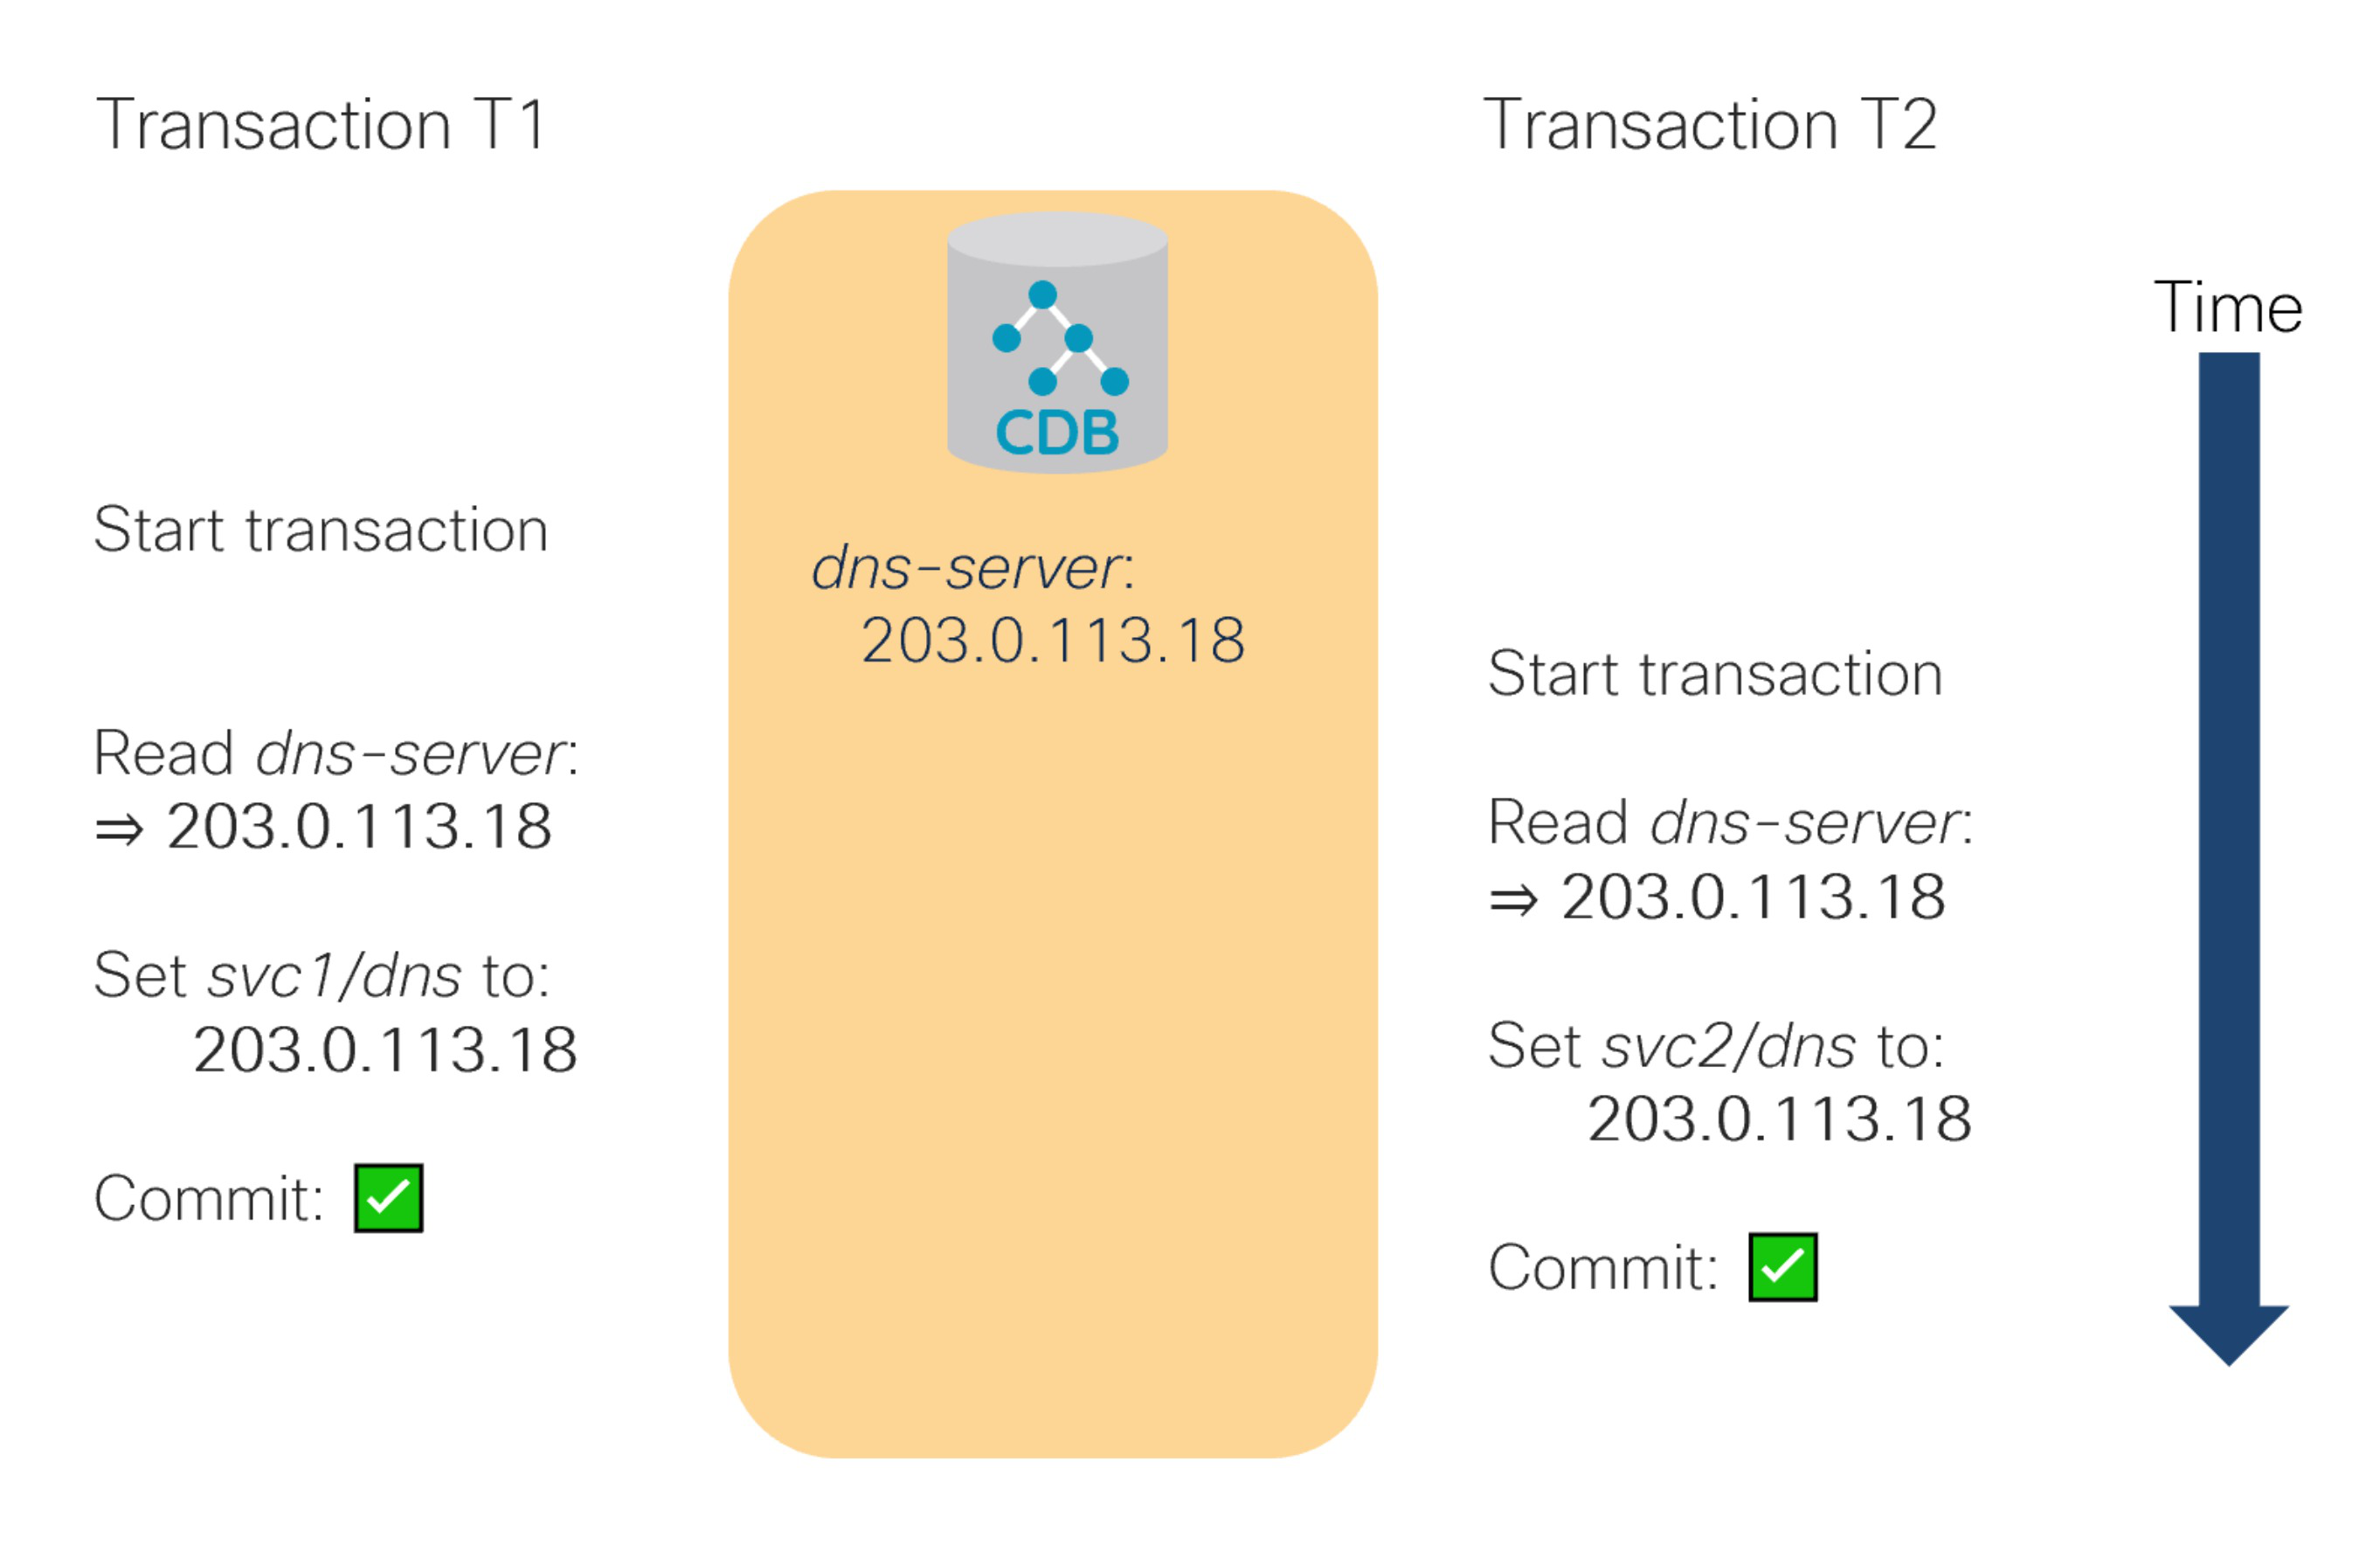 Transaction T1
Start transaction
Read dns-server:
⇒ 203.0.113.18
Set svc1/dns to:
203.0.113.18
Commit: ✅
CDB
dns-server:
203.0.113.18
Transaction T2
Start transaction
Read dns-server:
⇒ 203.0.113.18
Set svc2/dns to:
203.0.113.18
Commit: ✅
Time